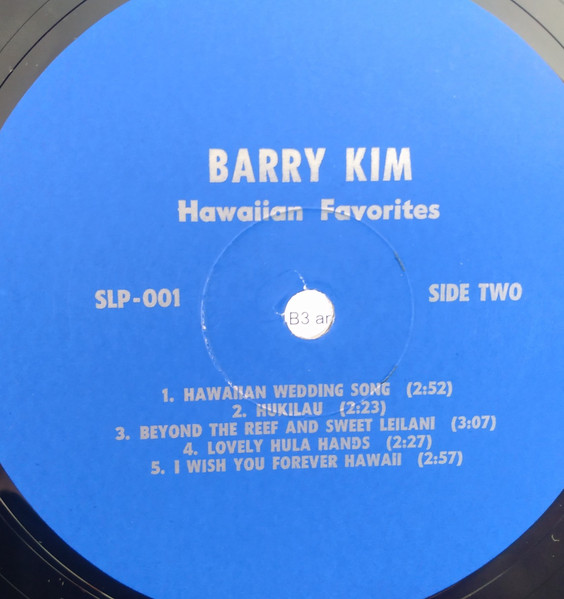 BARRY KIM
Hawaiian Favorites
SLP-001
SIDE TWO
B3 ar
1. HAWAIIAN WEDDING SONG (2:52)
2. HUKILAU (2:23)
3. BEYOND THE REEF AND SWEET LEILANI (3:07)
4. LOVELY HULA HANDS (2:27)
5. I WISH YOU FOREVER HAWAII (2:57)